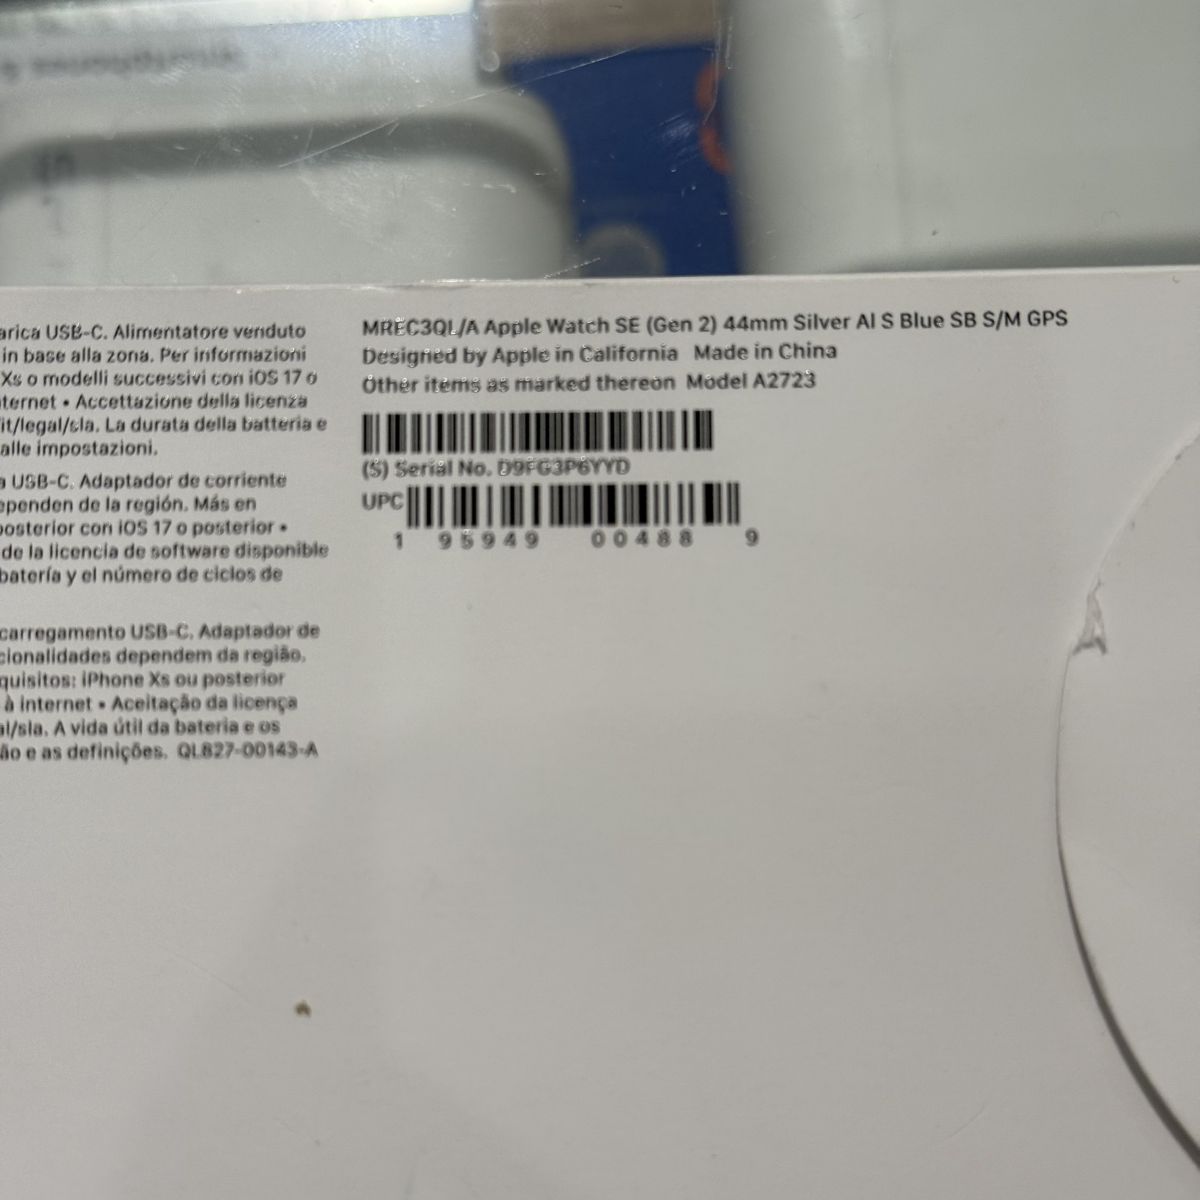 arica USB-C. Alimentatore venduto
in base alla zona. Per informazioni
Xs o modelli successivi con iOS 17 o
ternet • Accettazione della licenza
it/legal/sla. La durata della batteria e
alle impostazioni.
a USB-C. Adaptador de corriente
ependen de la región. Más en
posterior con iOS 17 o posterior •
de la licencia de software disponible
batería y el número de ciclos de
carregamento USB-C. Adaptador de
cionalidades dependem da região.
quisitos: iPhone Xs ou posterior
à internet • Aceitação da licença
al/sla. A vida útil da bateria e os
ão e as definições. QL827-00143-A
MREC3QL/A Apple Watch SE (Gen 2) 44mm Silver Al S Blue SB S/M GPS
Designed by Apple in California Made in China
Other items as marked thereon Model A2723
(S) Serial No. D9FG3P6YYD
UPC
1 95949 00488 9